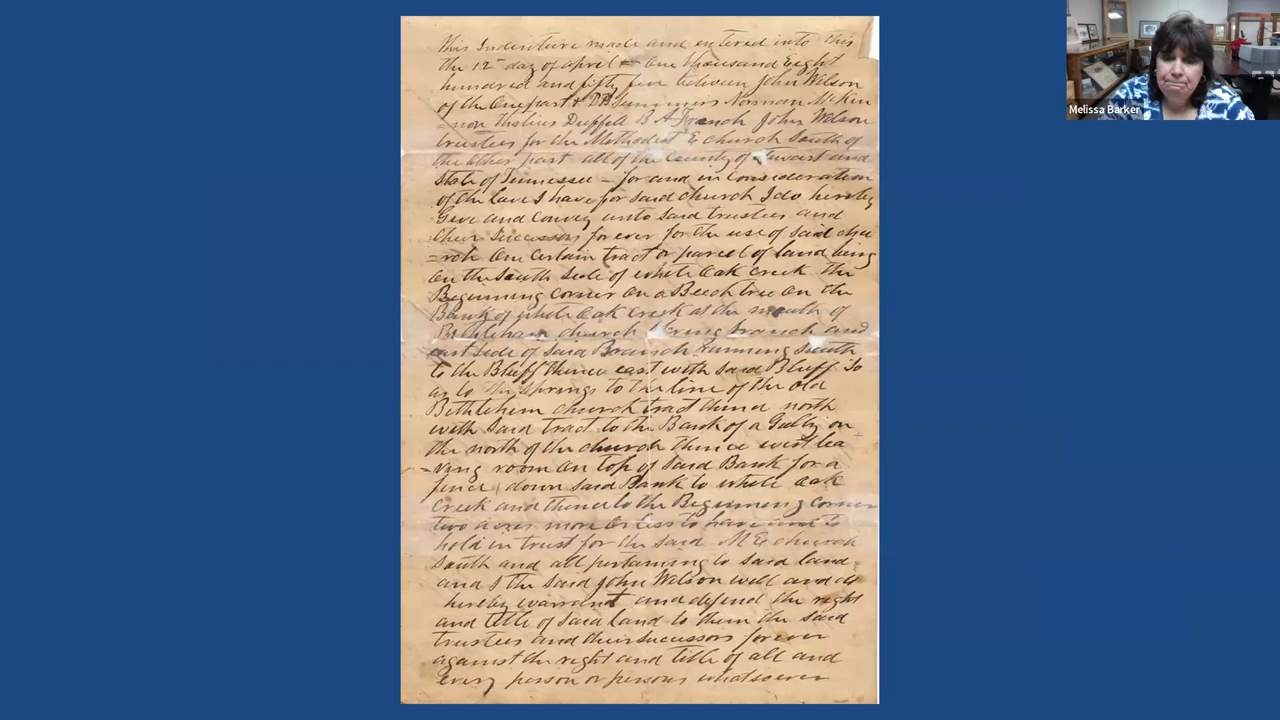 This Indenture made and entered into this
the 12 day of april = One thousand Eight
hundred and fifty five between John Wilson
of the One part & Summers Norman McKin
=non B A French John Wilson
trustees for the Methodist E church South of
the other part all of the County of Stewart and
State of Tennessee - for and in Consideration
of the love I have for said church I do hereby
Give and Convey unto said trustees and
their Successors forever for the use of said chu
=rch One Certain tract or parcel of land being
on the South Side of white Oak Creek the
Beginning corner On a Beech tree On the
Bank of white Oak Creek at the mouth of
Bethlehem church Spring branch and
east side of said Branch Running South
to the Bluff thence east with said Bluff So
as to the Springs to the line of the old
Bethlehem church tract thence north
with said tract to the Bank of a Gully on
the north of the church thence west lea
=ving room On top of said Bank for a
fence down said Bank to white Oak
Creek and thence to the Beginning corner
two acres more Or less to have and to
hold in trust for the said M E church
South and all pertaining to said land
and I the said John Wilson will and do
hereby warrant and defend the right
and title of said land to them the said
trustees and their successors forever
against the right and title of all and
every person or persons whatsoever
Melissa Barker